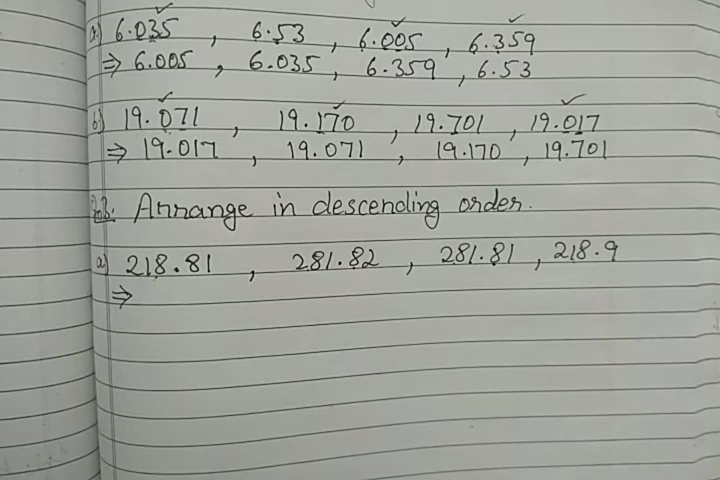 a) 6.035 , 6.53 , 6.005 , 6.359
⇒ 6.005 , 6.035 , 6.359 , 6.53
b) 19.071 , 19.170 , 19.701 , 19.017
⇒ 19.017 , 19.071 , 19.170 , 19.701
Arrange in descending order.
a) 218.81 , 281.82 , 281.81 , 218.9
⇒